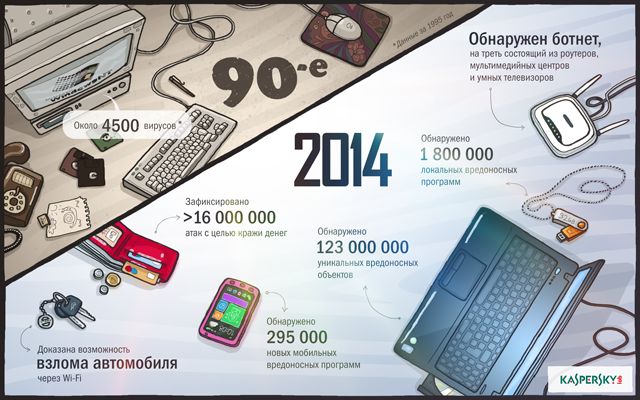 90-е
*Данные за 1995 год
Около 4500 вирусов*
2014
Обнаружен ботнет,
на треть состоящий из роутеров,
мультимедийных центров
и умных телевизоров
Обнаружено
1 800 000
локальных вредоносных
программ
Зафиксировано
>16 000 000
атак с целью кражи денег
Обнаружено
123 000 000
уникальных вредоносных
объектов
Обнаружено
295 000
новых мобильных
вредоносных программ
Доказана возможность
взлома автомобиля
через Wi-Fi
KASPERSKY